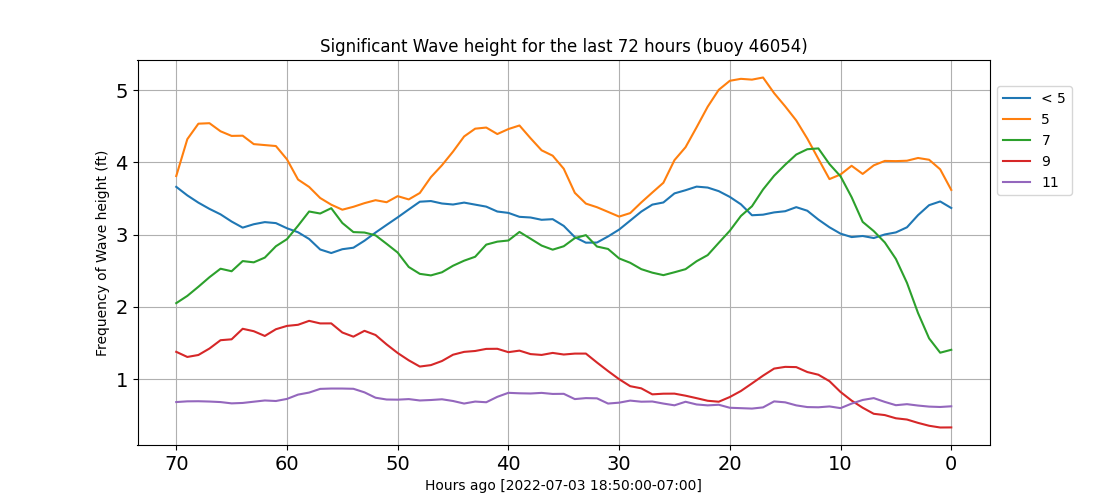 Significant Wave height for the last 72 hours (buoy 46054)
Frequency of Wave height (ft)
5
4
3
2
1
70 60 50 40 30 20 10 0
Hours ago [2022-07-03 18:50:00-07:00]
< 5
5
7
9
11